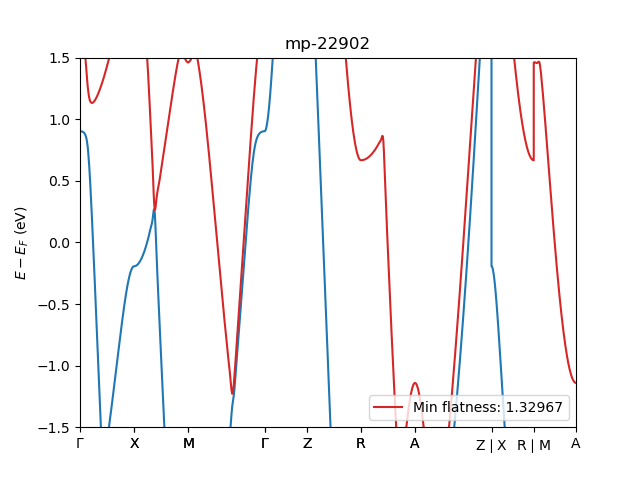 mp-22902
1.5
1.0
0.5
0.0
−0.5
−1.0
−1.5
E − E_F (eV)
Min flatness: 1.32967
Γ X M Γ Z R A Z | X R | M A